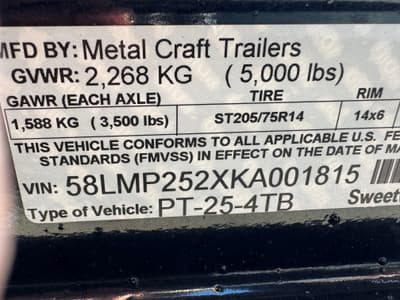 MFD BY: Metal Craft Trailers
GVWR: 2,268 KG ( 5,000 lbs)
GAWR (EACH AXLE) TIRE RIM
1,588 KG ( 3,500 lbs) ST205/75R14 14x6
THIS VEHICLE CONFORMS TO ALL APPLICABLE U.S.
STANDARDS (FMVSS) IN EFFECT ON THE DATE OF
VIN: 58LMP252XKA001815
Type of Vehicle: PT-25-4TB Sweet